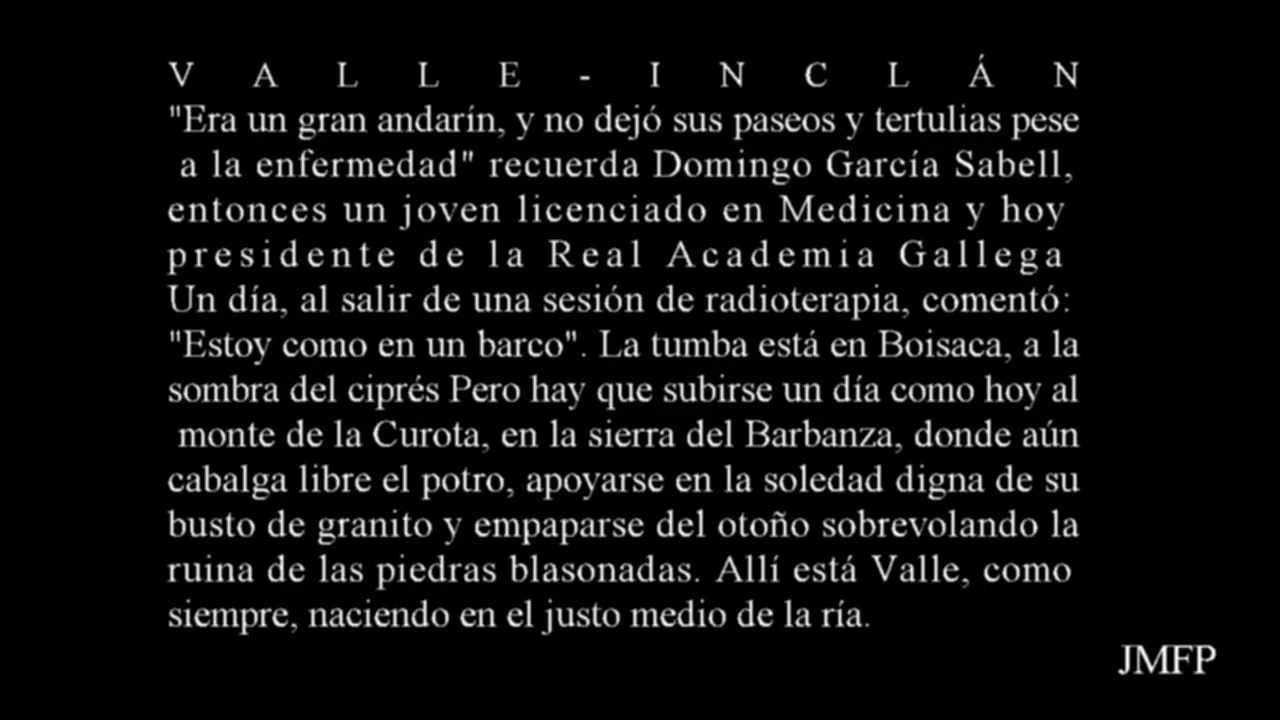 VALLE-INCLÁN
"Era un gran andarín, y no dejó sus paseos y tertulias pese
a la enfermedad" recuerda Domingo García Sabell,
entonces un joven licenciado en Medicina y hoy
presidente de la Real Academia Gallega
Un día, al salir de una sesión de radioterapia, comentó:
"Estoy como en un barco". La tumba está en Boisaca, a la
sombra del ciprés Pero hay que subirse un día como hoy al
monte de la Curota, en la sierra del Barbanza, donde aún
cabalga libre el potro, apoyarse en la soledad digna de su
busto de granito y empaparse del otoño sobrevolando la
ruina de las piedras blasonadas. Allí está Valle, como
siempre, naciendo en el justo medio de la ría.
JMFP